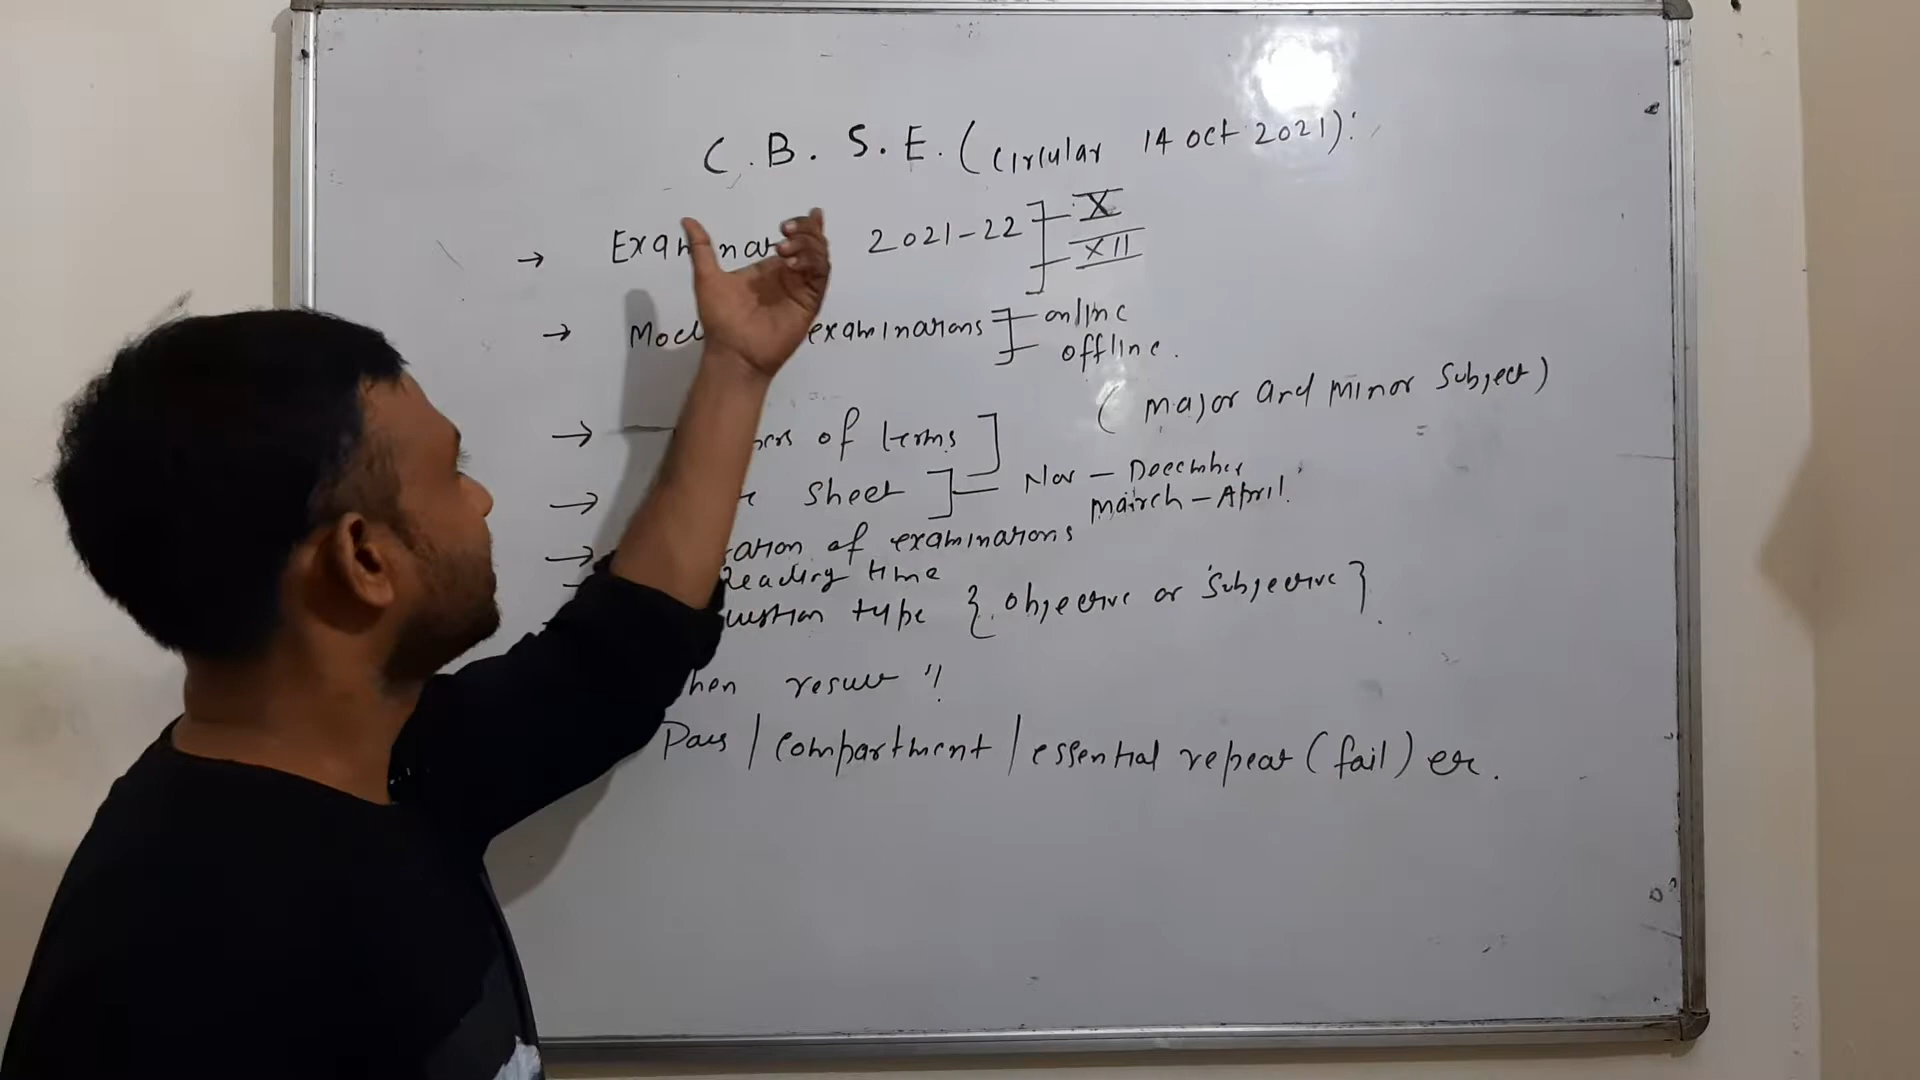 C.B.S.E. (Circular 14 oct 2021):
→ 2021-22 X
XII
→ examinations online
offline.
(Major and Minor Subject)
→ of terms
→ Sheet Nov - December
March - April
→ of examinations
→ Reading time
type { objective or Subjective }
result
Pass / compartment / essential repeat (fail) etc.